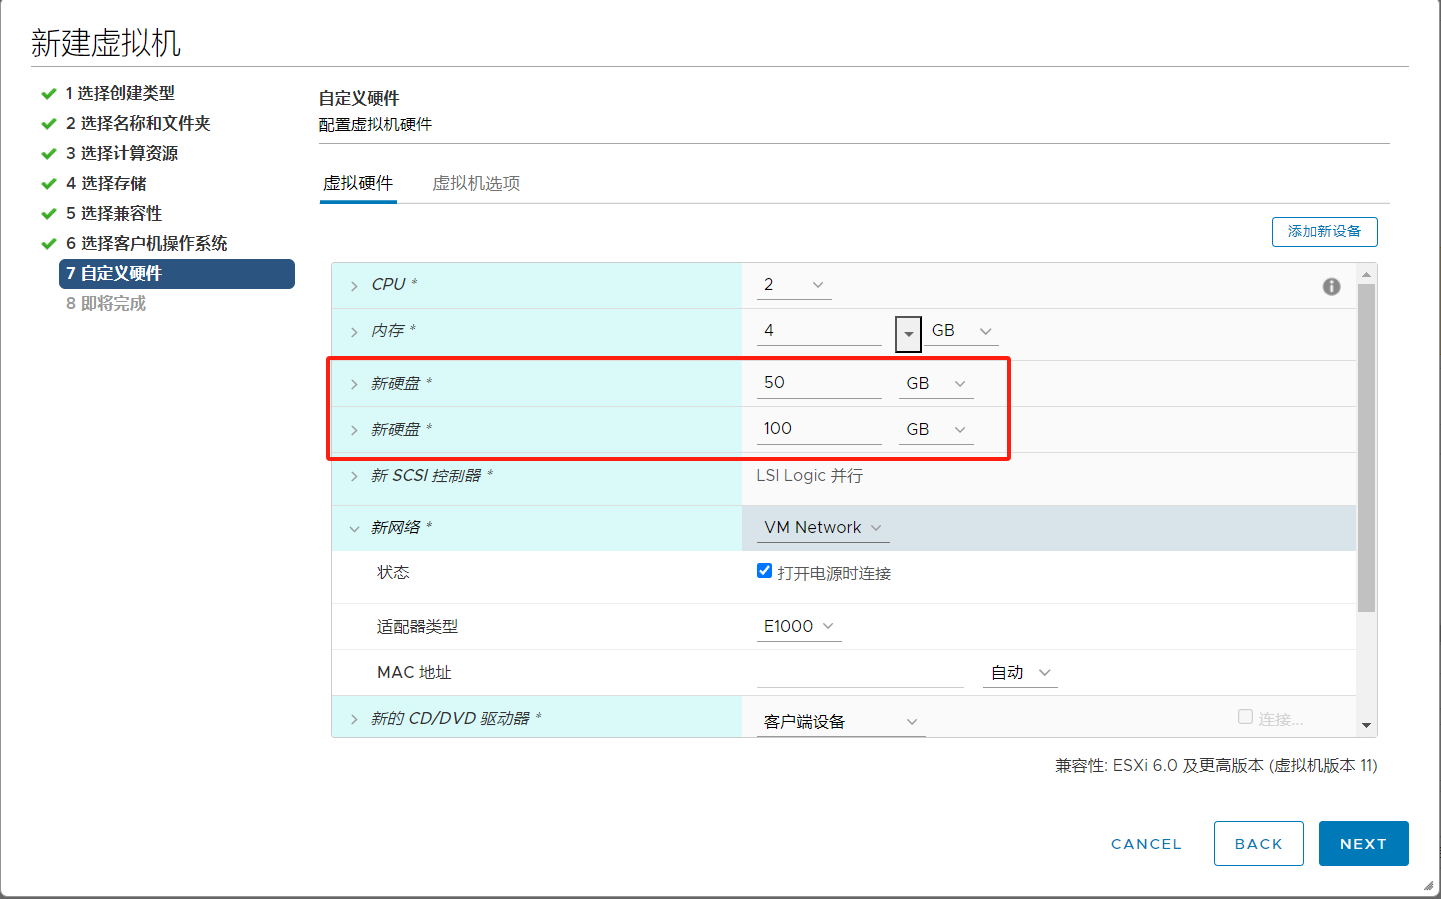 新建虚拟机
1 选择创建类型
2 选择名称和文件夹
3 选择计算资源
4 选择存储
5 选择兼容性
6 选择客户机操作系统
7 自定义硬件
8 即将完成
自定义硬件
配置虚拟机硬件
虚拟硬件 虚拟机选项
添加新设备
CPU * 2
内存 * 4 GB
新硬盘 * 50 GB
新硬盘 * 100 GB
新 SCSI 控制器 * LSI Logic 并行
新网络 * VM Network
状态 打开电源时连接
适配器类型 E1000
MAC 地址 自动
新的 CD/DVD 驱动器 * 客户端设备 连接...
兼容性: ESXi 6.0 及更高版本 (虚拟机版本 11)
CANCEL BACK NEXT